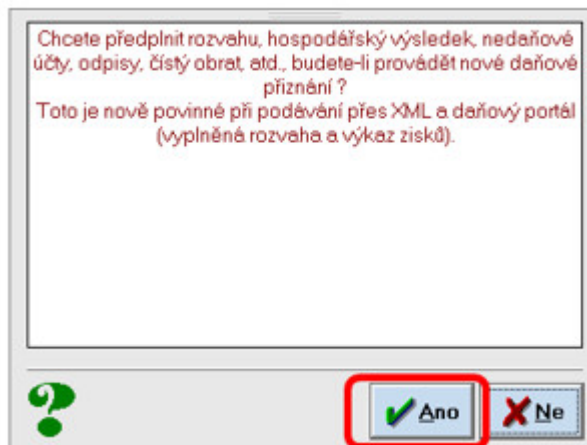 Chcete předplnit rozvahu, hospodářský výsledek, nedaňové
účty, odpisy, čístý obrat, atd., budete-li provádět nové daňové
přiznání ?
Toto je nově povinné při podávání přes XML a daňový portál
(vyplněná rozvaha a výkaz zisků).
Ano
Ne